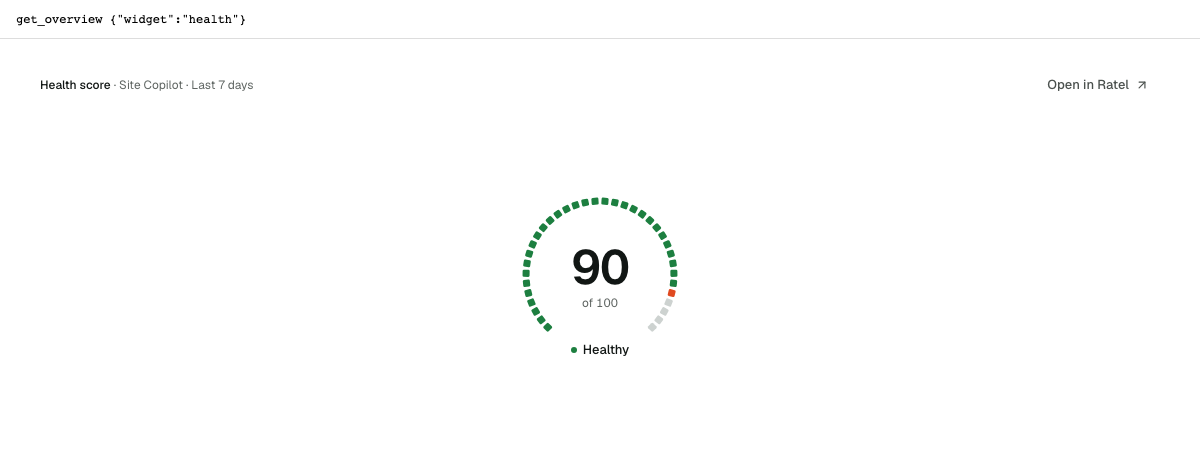 get_overview {"widget":"health"}
Health score · Site Copilot · Last 7 days
Open in Ratel
90
of 100
Healthy